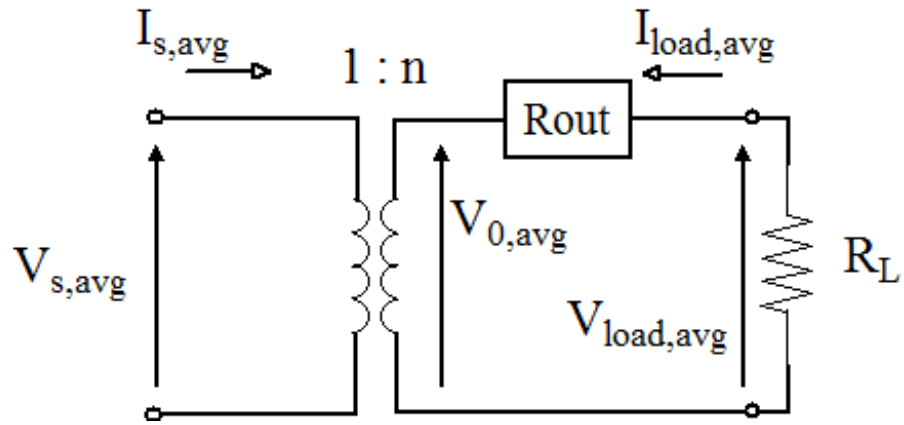 I_s,avg
I_load,avg
1 : n
Rout
V_0,avg
V_s,avg
R_L
V_load,avg